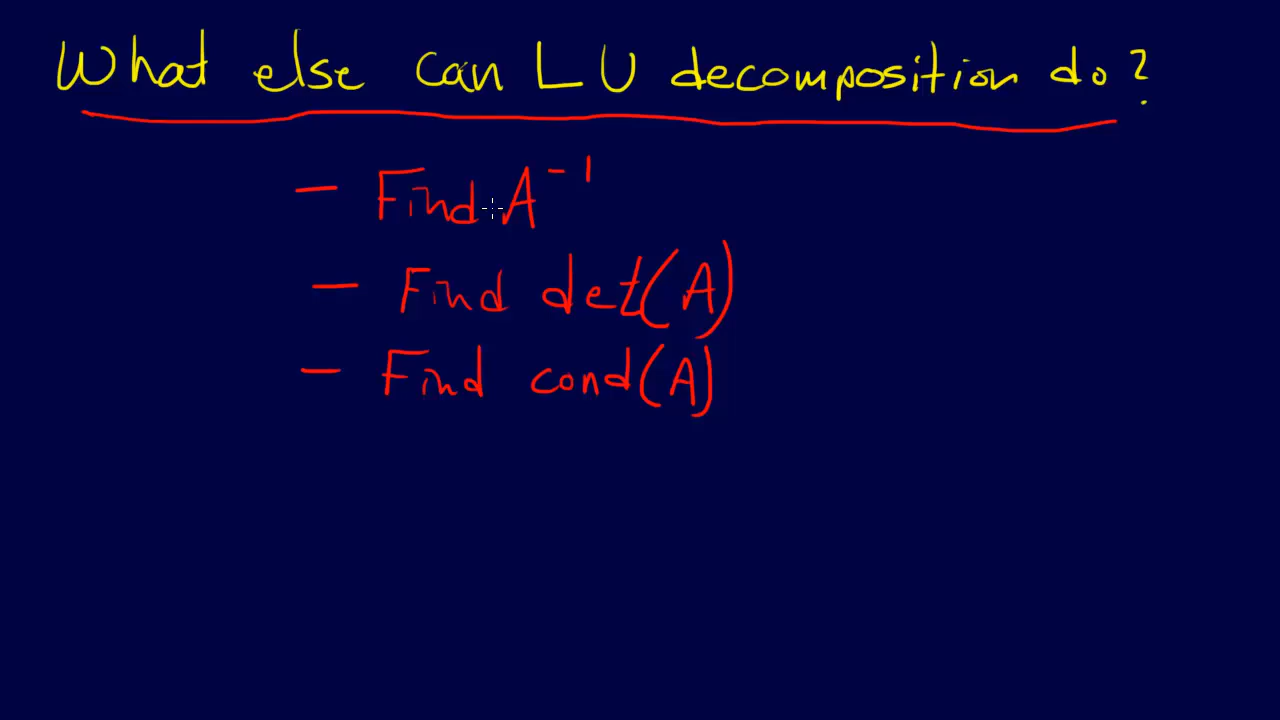 What else can LU decomposition do?
- Find A⁻¹
- Find det(A)
- Find cond(A)